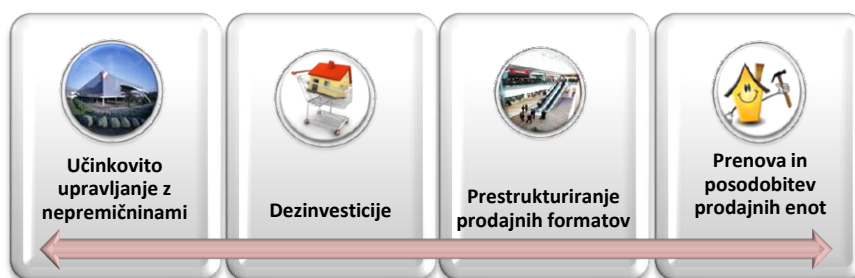 Učinkovito
upravljanje z
nepremičninami
Dezinvesticije
Prestrukturiranje
prodajnih formatov
Prenova in
posodobitev
prodajnih enot